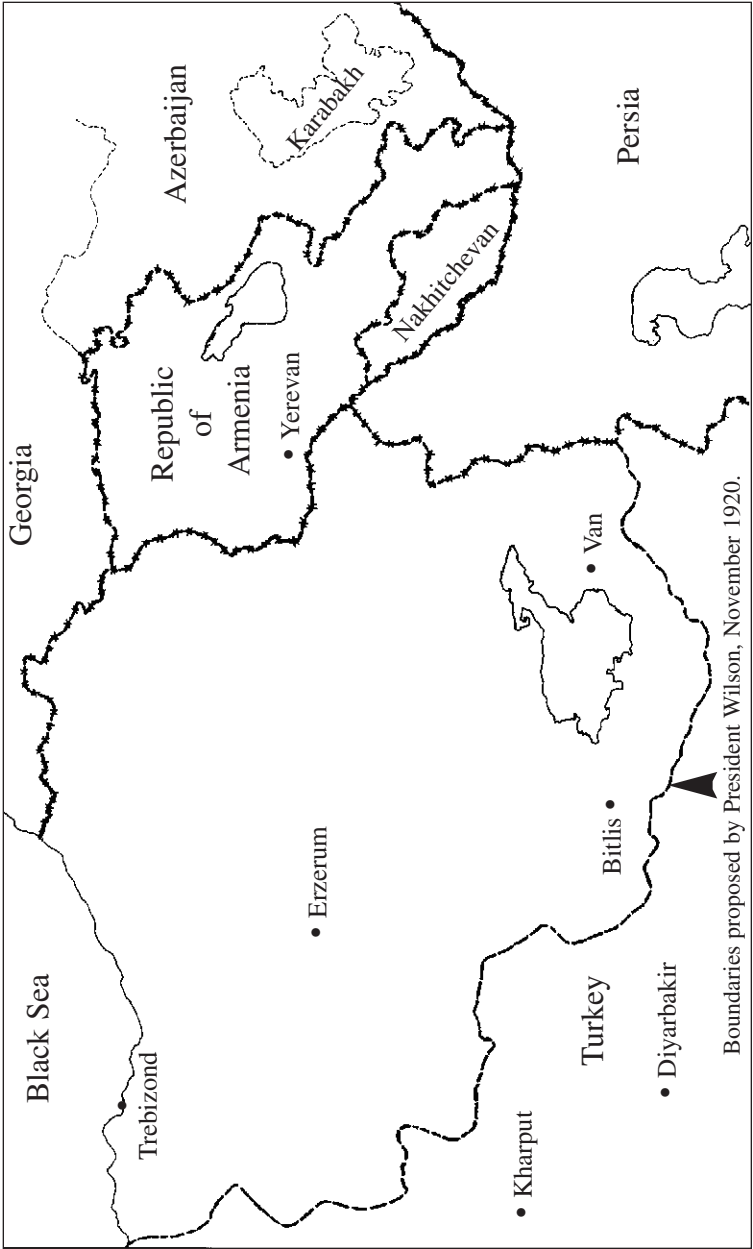 Black Sea
Georgia
Azerbaijan
Trebizond
Karabakh
Republic
of
Armenia
Yerevan
Erzerum
Nakhitchevan
Persia
Kharput
Turkey
Bitlis
Van
Diyarbakir
Boundaries proposed by President Wilson, November 1920.